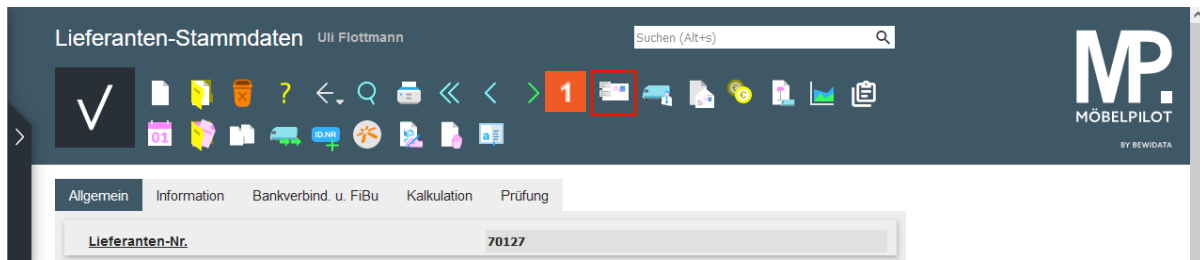 Lieferanten-Stammdaten Uli Flottmann
Suchen (Alt+s)
MP.
MÖBELPILOT
BY BEWIDATA
?
1
€
01
ID.NR
a
Allgemein Information Bankverbind. u. FiBu Kalkulation Prüfung
Lieferanten-Nr. 70127